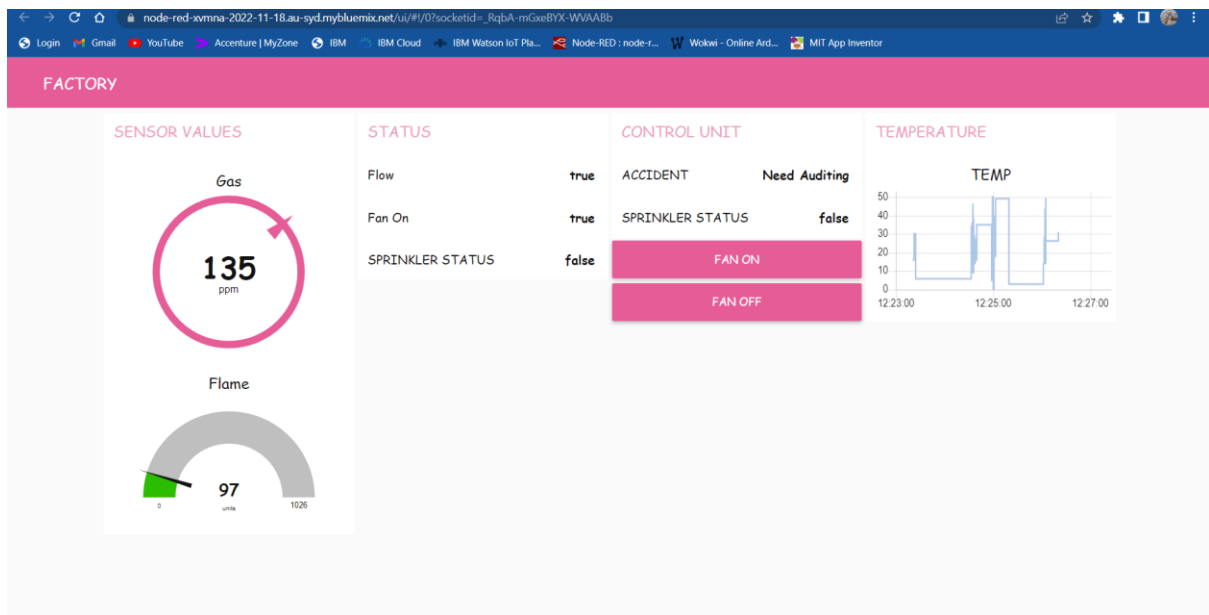 node-red-xvmna-2022-11-18.au-syd.mybluemix.net/ui/#!/0?socketid=_RqbA-mGxeBYX-WVAABb
Login Gmail YouTube Accenture | MyZone IBM IBM Cloud IBM Watson IoT Pla... Node-RED : node-r... Wokwi - Online Ard... MIT App Inventor
FACTORY
SENSOR VALUES
Gas
135
ppm
Flame
97
units
0
1026
STATUS
Flow true
Fan On true
SPRINKLER STATUS false
CONTROL UNIT
ACCIDENT Need Auditing
SPRINKLER STATUS false
FAN ON
FAN OFF
TEMPERATURE
TEMP
50
40
30
20
10
0
12:23:00 12:25:00 12:27:00